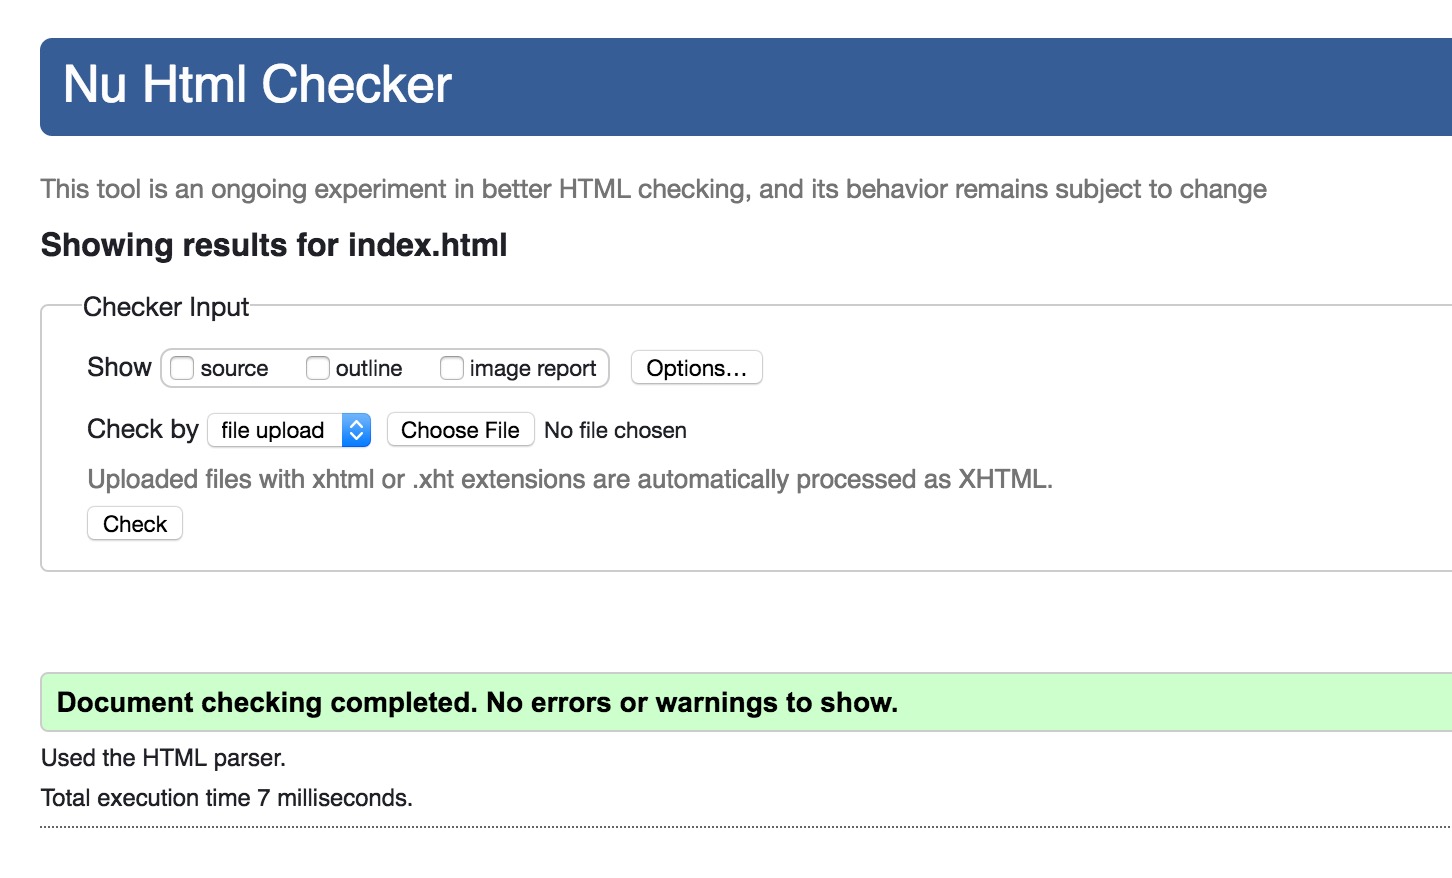 Nu Html Checker
This tool is an ongoing experiment in better HTML checking, and its behavior remains subject to change
Showing results for index.html
Checker Input
Show source outline image report Options...
Check by file upload Choose File No file chosen
Uploaded files with xhtml or .xht extensions are automatically processed as XHTML.
Check
Document checking completed. No errors or warnings to show.
Used the HTML parser.
Total execution time 7 milliseconds.